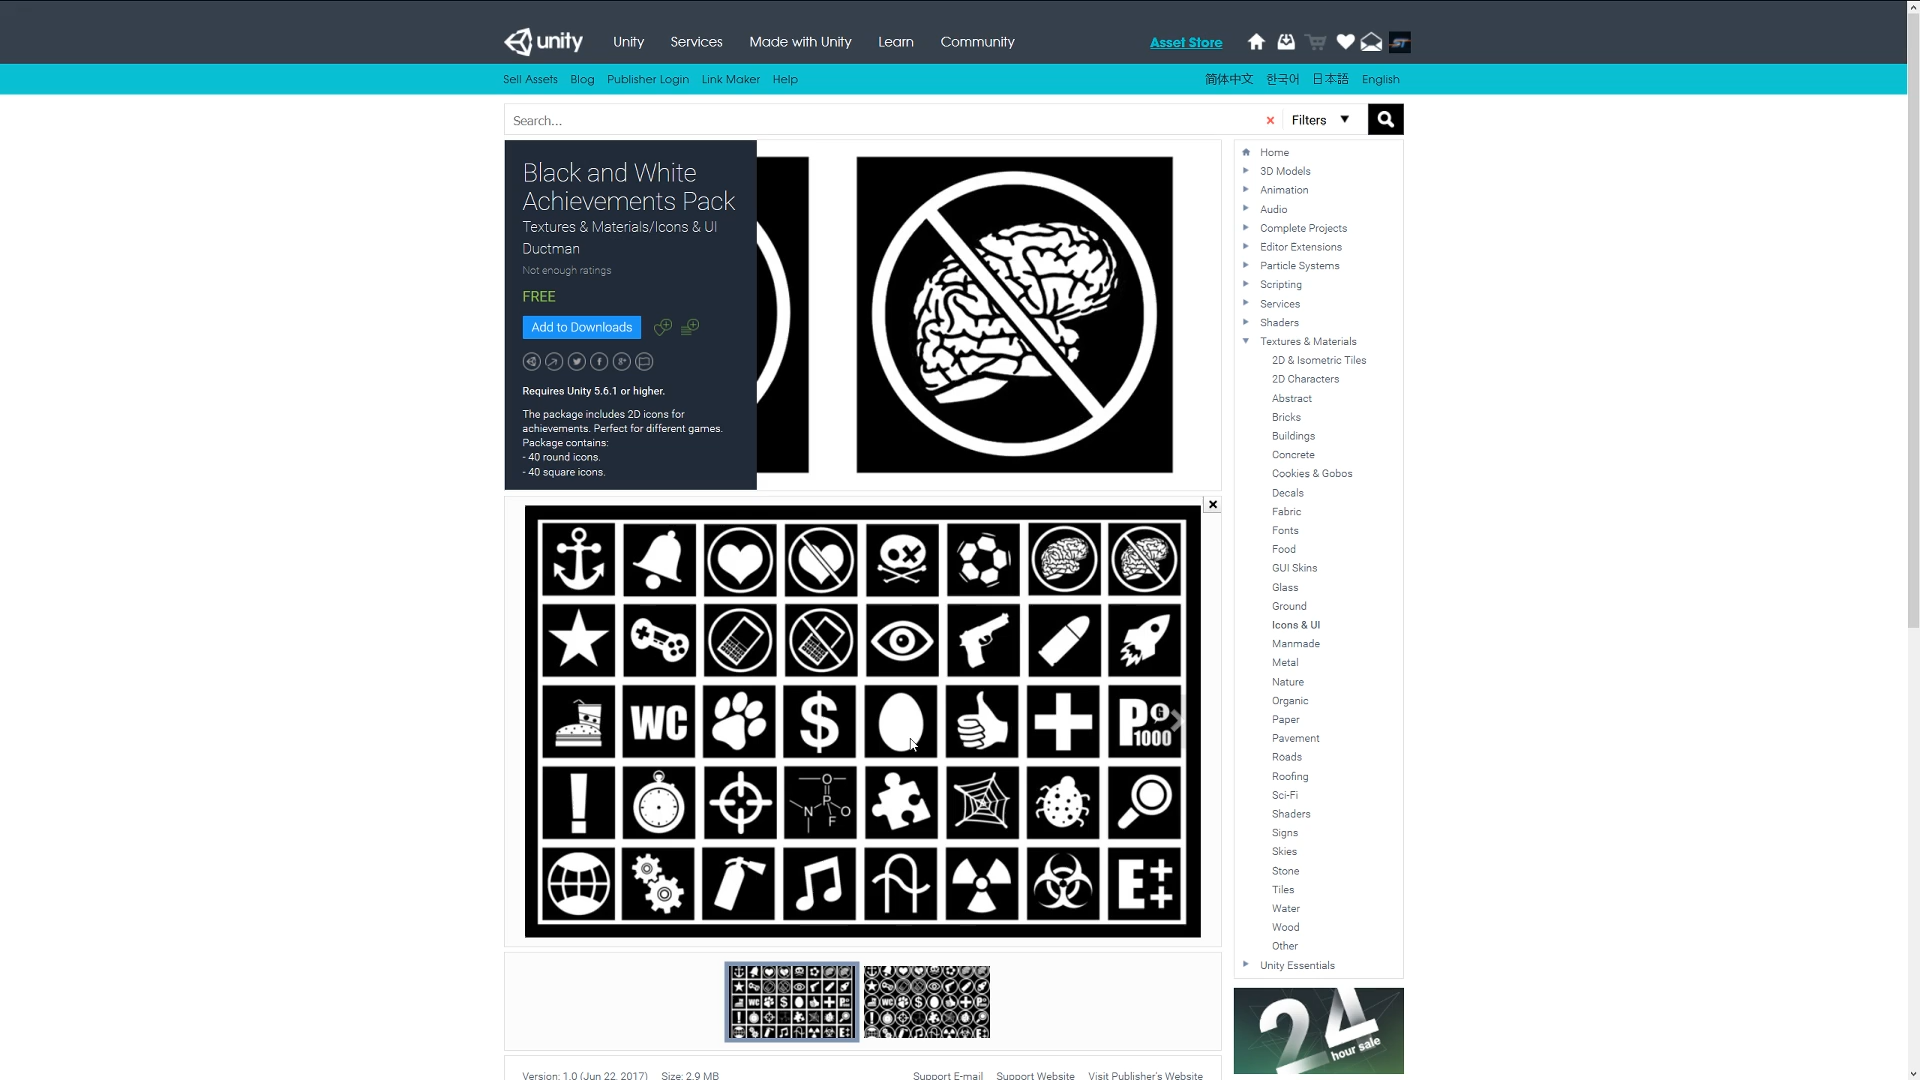 unity
Unity
Services
Made with Unity
Learn
Community
Asset Store
ST
Sell Assets
Blog
Publisher Login
Link Maker
Help
简体中文
한국어
日本語
English
Search...
×
Filters
Black and White
Achievements Pack
Textures & Materials/Icons & UI
Ductman
Not enough ratings
FREE
Add to Downloads
Requires Unity 5.6.1 or higher.
The package includes 2D icons for
achievements. Perfect for different games.
Package contains:
- 40 round icons.
- 40 square icons.
WC
$
P G
1000
!
O
P
N
O
F
E++
Home
3D Models
Animation
Audio
Complete Projects
Editor Extensions
Particle Systems
Scripting
Services
Shaders
Textures & Materials
2D & Isometric Tiles
2D Characters
Abstract
Bricks
Buildings
Concrete
Cookies & Gobos
Decals
Fabric
Fonts
Food
GUI Skins
Glass
Ground
Icons & UI
Manmade
Metal
Nature
Organic
Paper
Pavement
Roads
Roofing
Sci-Fi
Shaders
Signs
Skies
Stone
Tiles
Water
Wood
Other
Unity Essentials
24
hour sale
Version: 1.0 (Jun 22, 2017)
Size: 2.9 MB
Support E-mail
Support Website
Visit Publisher's Website